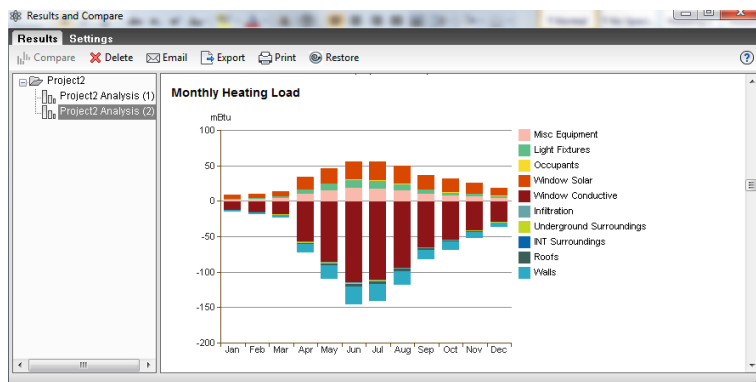 Results and Compare
Results Settings
Compare Delete Email Export Print Restore
Project2
Project2 Analysis (1)
Project2 Analysis (2)
Monthly Heating Load
mBtu
100
50
0
-50
-100
-150
-200
Jan Feb Mar Apr May Jun Jul Aug Sep Oct Nov Dec
Misc Equipment
Light Fixtures
Occupants
Window Solar
Window Conductive
Infiltration
Underground Surroundings
INT Surroundings
Roofs
Walls